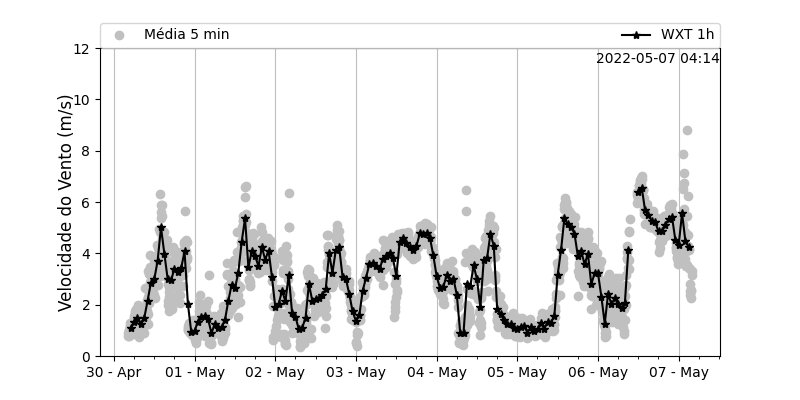 Média 5 min
WXT 1h
2022-05-07 04:14
Velocidade do Vento (m/s)
12
10
8
6
4
2
0
30 - Apr
01 - May
02 - May
03 - May
04 - May
05 - May
06 - May
07 - May